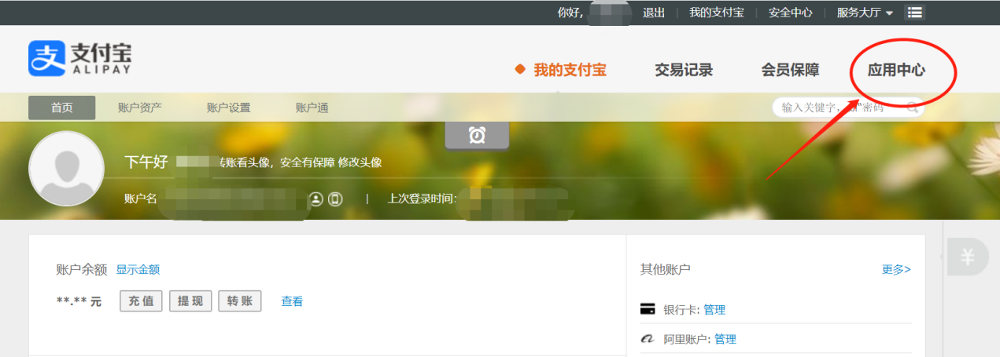 你好, 退出 | 我的支付宝 | 安全中心 | 服务大厅
支 支付宝
ALIPAY
我的支付宝 交易记录 会员保障 应用中心
首页 账户资产 账户设置 账户通 输入关键字, "密码"
下午好 转账看头像，安全有保障 修改头像
账户名 | 上次登录时间:
¥
账户余额 显示金额 其他账户 更多>
**.** 元 充值 提现 转账 查看
银行卡: 管理
阿里账户: 管理